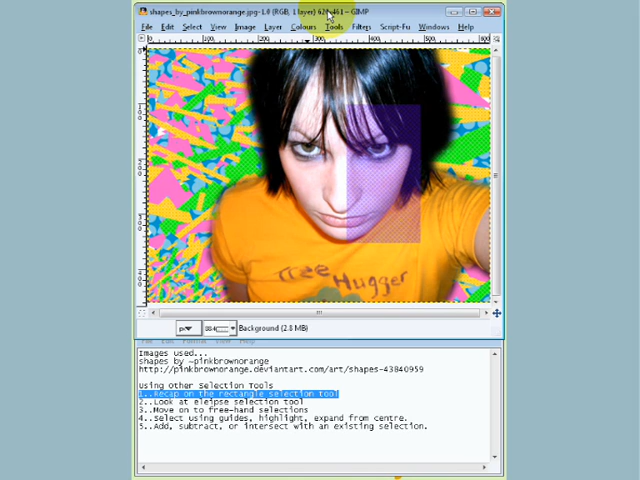 shapes_by_pinkbrownorange.jpg-1.0 (RGB, 1 layer) 620x461 – GIMP
File Edit Select View Image Layer Colours Tools Filters Script-Fu Windows Help
Background (2.8 MB)
Tree Hugger
Images used...
shapes by ~pinkbrownorange
http://pinkbrownorange.deviantart.com/art/shapes-43840959
Using Other Selection Tools
1..Recap on the rectangle selection tool
2..Look at eleipse selection tool
3..Move on to free-hand selections
4..Select using guides, highlight, expand from centre.
5..Add, subtract, or intersect with an existing selection.